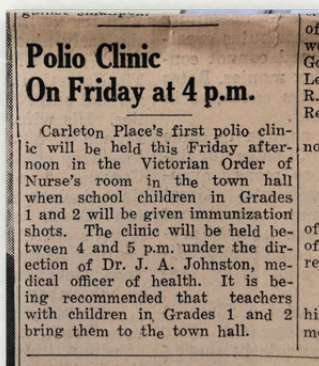 Polio Clinic
On Friday at 4 p.m.
Carleton Place's first polio clin-
ic will be held this Friday after-
noon in the Victorian Order of
Nurse's room in the town hall
when school children in Grades
1 and 2 will be given immunization
shots. The clinic will be held be-
tween 4 and 5 p.m. under the dir-
ection of Dr. J. A. Johnston, me-
dical officer of health. It is be-
ing recommended that teachers
with children in Grades 1 and 2
bring them to the town hall.